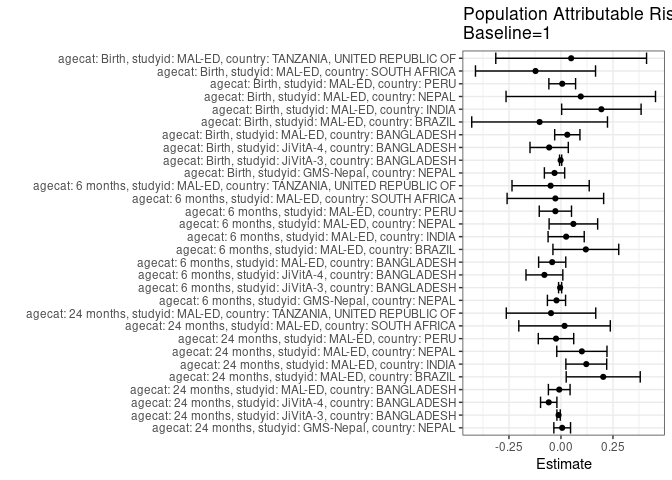 Population Attributable Ris
Baseline=1
agecat: Birth, studyid: MAL-ED, country: TANZANIA, UNITED REPUBLIC OF
agecat: Birth, studyid: MAL-ED, country: SOUTH AFRICA
agecat: Birth, studyid: MAL-ED, country: PERU
agecat: Birth, studyid: MAL-ED, country: NEPAL
agecat: Birth, studyid: MAL-ED, country: INDIA
agecat: Birth, studyid: MAL-ED, country: BRAZIL
agecat: Birth, studyid: MAL-ED, country: BANGLADESH
agecat: Birth, studyid: JiVitA-4, country: BANGLADESH
agecat: Birth, studyid: JiVitA-3, country: BANGLADESH
agecat: Birth, studyid: GMS-Nepal, country: NEPAL
agecat: 6 months, studyid: MAL-ED, country: TANZANIA, UNITED REPUBLIC OF
agecat: 6 months, studyid: MAL-ED, country: SOUTH AFRICA
agecat: 6 months, studyid: MAL-ED, country: PERU
agecat: 6 months, studyid: MAL-ED, country: NEPAL
agecat: 6 months, studyid: MAL-ED, country: INDIA
agecat: 6 months, studyid: MAL-ED, country: BRAZIL
agecat: 6 months, studyid: MAL-ED, country: BANGLADESH
agecat: 6 months, studyid: JiVitA-4, country: BANGLADESH
agecat: 6 months, studyid: JiVitA-3, country: BANGLADESH
agecat: 6 months, studyid: GMS-Nepal, country: NEPAL
agecat: 24 months, studyid: MAL-ED, country: TANZANIA, UNITED REPUBLIC OF
agecat: 24 months, studyid: MAL-ED, country: SOUTH AFRICA
agecat: 24 months, studyid: MAL-ED, country: PERU
agecat: 24 months, studyid: MAL-ED, country: NEPAL
agecat: 24 months, studyid: MAL-ED, country: INDIA
agecat: 24 months, studyid: MAL-ED, country: BRAZIL
agecat: 24 months, studyid: MAL-ED, country: BANGLADESH
agecat: 24 months, studyid: JiVitA-4, country: BANGLADESH
agecat: 24 months, studyid: JiVitA-3, country: BANGLADESH
agecat: 24 months, studyid: GMS-Nepal, country: NEPAL
-0.25 0.00 0.25
Estimate